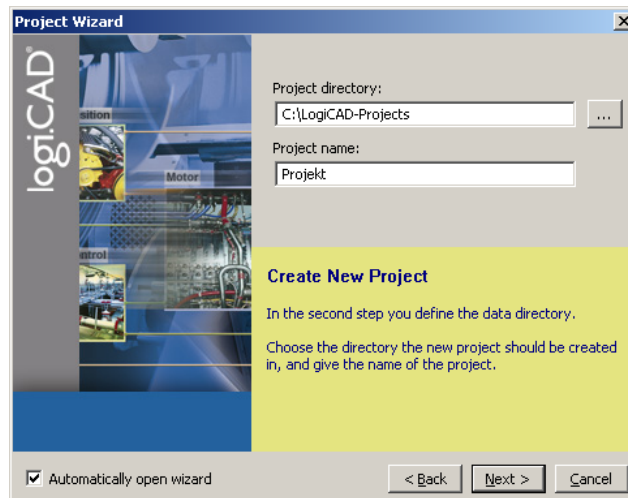 Project Wizard
logi.CAD
sition
Motor
ntrol
Project directory:
C:\LogiCAD-Projects
...
Project name:
Projekt
Create New Project
In the second step you define the data directory.
Choose the directory the new project should be created
in, and give the name of the project.
Automatically open wizard
< Back
Next >
Cancel